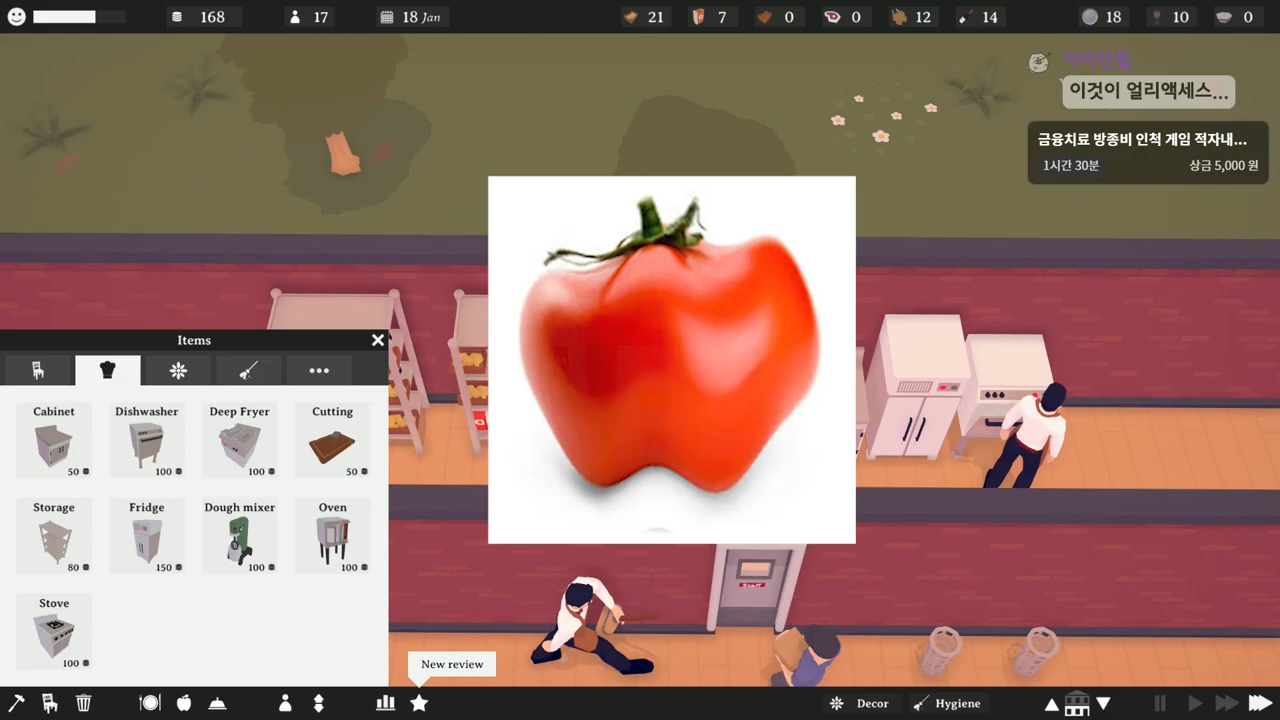 168
17
18 Jan
21
7
0
0
12
14
18
10
0
이것이 얼리액세스...
금융치료 방종비 인척 게임 적자내...
1시간 30분
상금 5,000 원
Items
Cabinet
50
Dishwasher
100
Deep Fryer
100
Cutting
50
Storage
80
Fridge
150
Dough mixer
100
Oven
100
Stove
100
Staff
New review
Decor
Hygiene